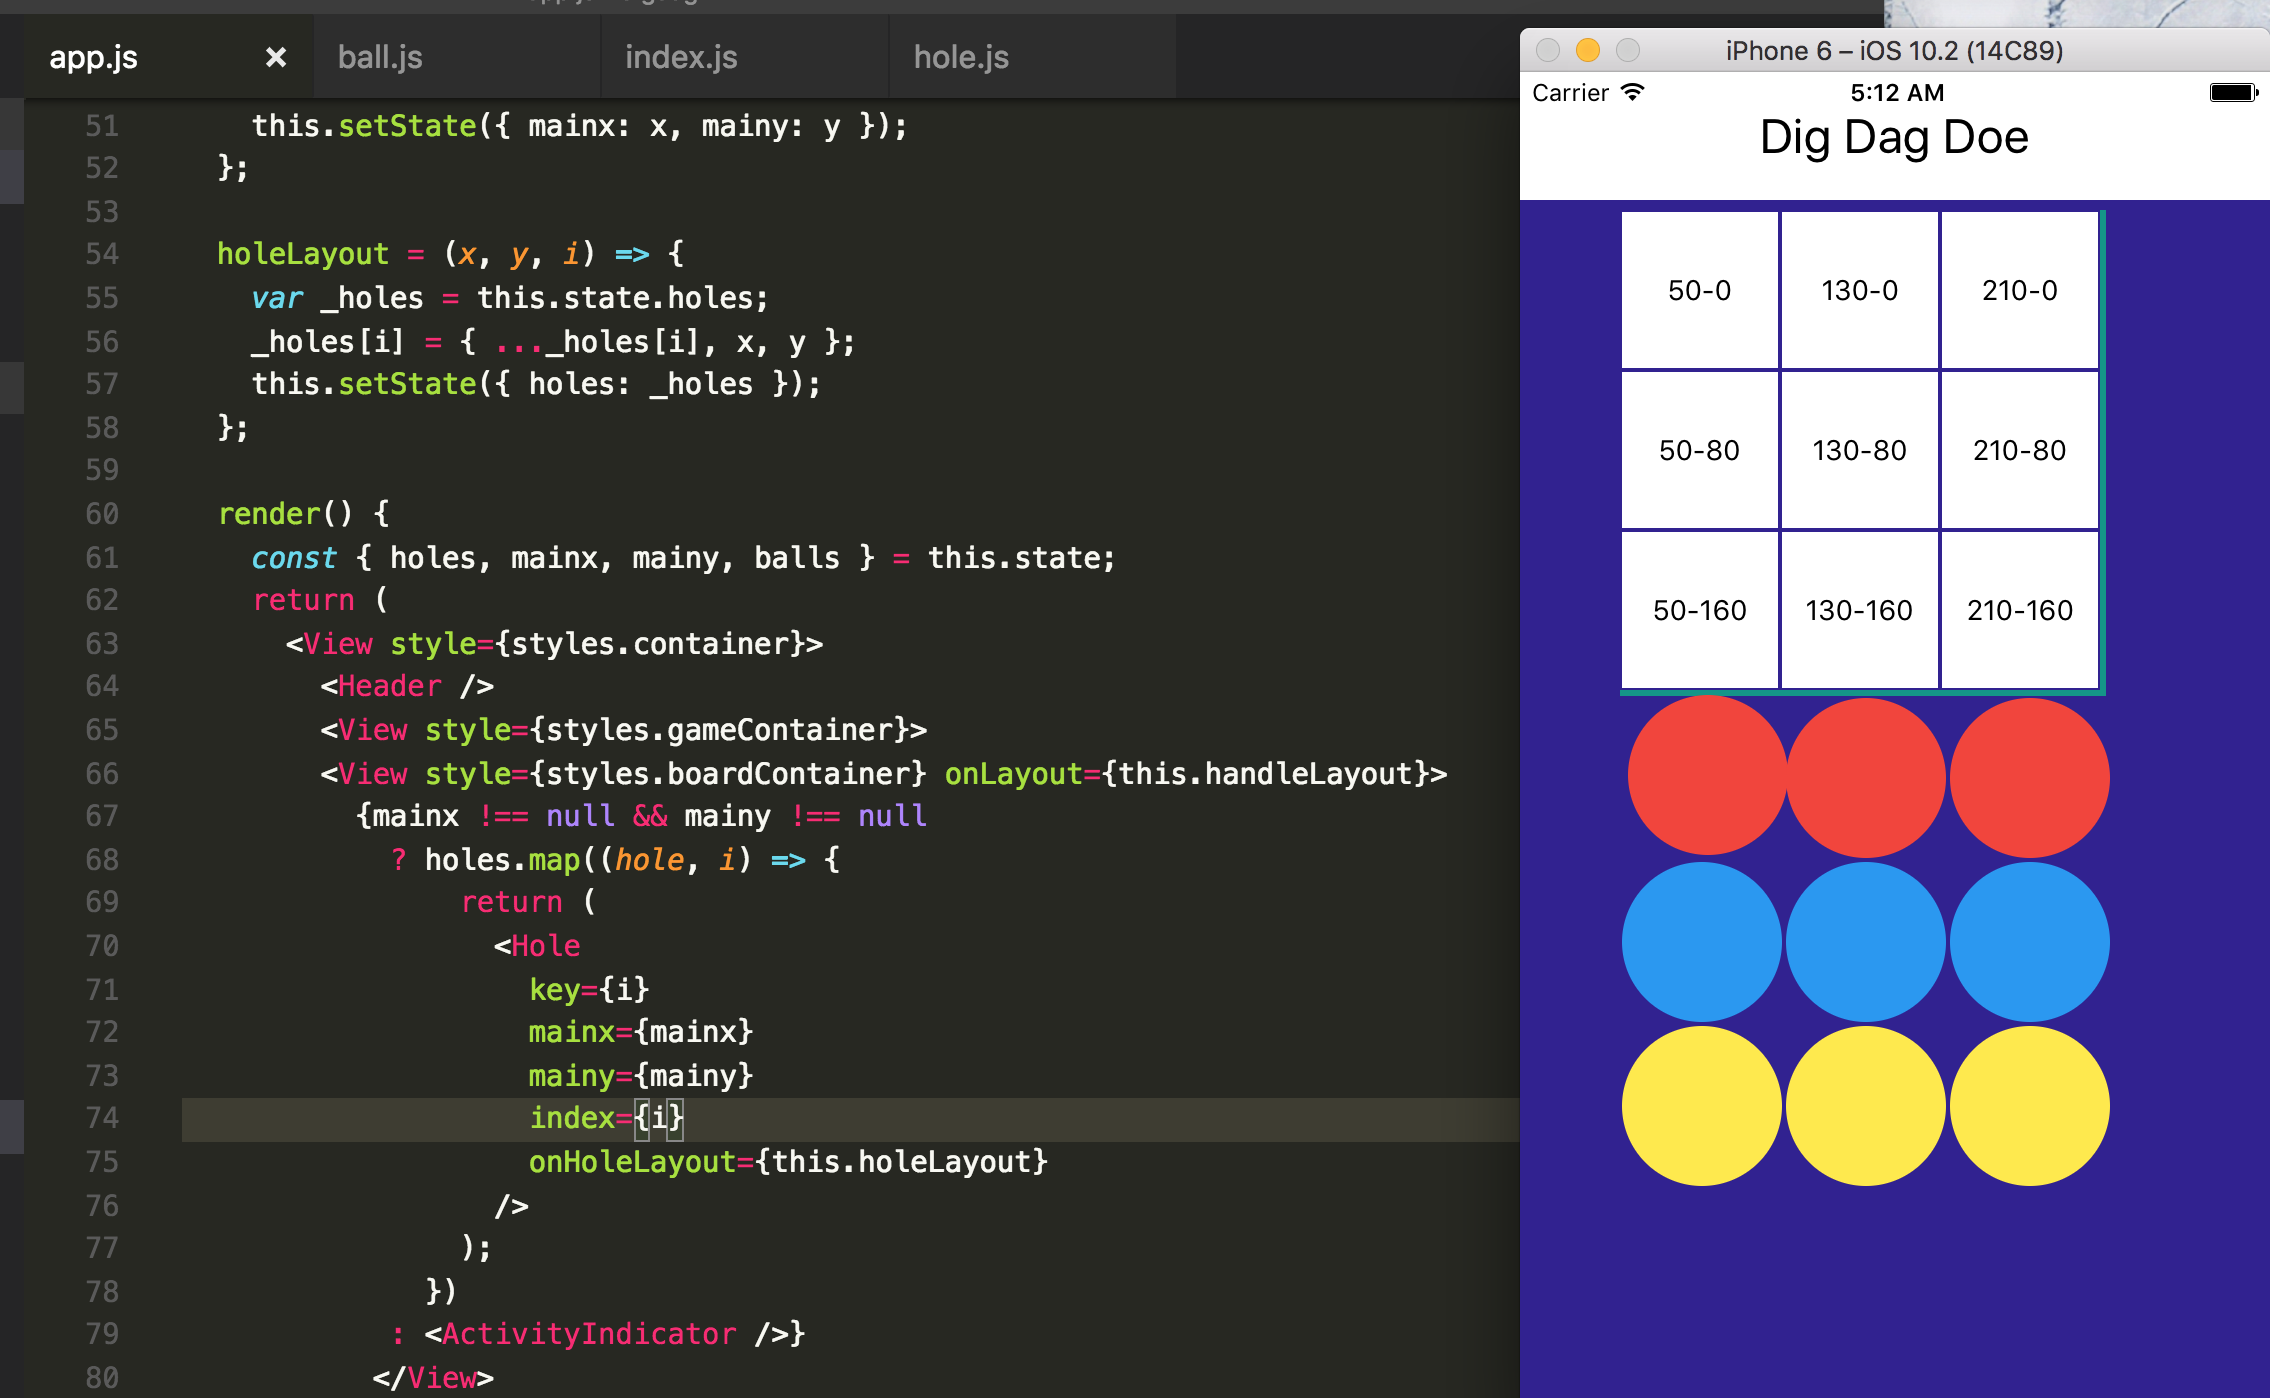 app.js
ball.js
index.js
hole.js
51 this.setState({ mainx: x, mainy: y });
52 };
53
54 holeLayout = (x, y, i) => {
55 var _holes = this.state.holes;
56 _holes[i] = { ..._holes[i], x, y };
57 this.setState({ holes: _holes });
58 };
59
60 render() {
61 const { holes, mainx, mainy, balls } = this.state;
62 return (
63 <View style={styles.container}>
64 <Header />
65 <View style={styles.gameContainer}>
66 <View style={styles.boardContainer} onLayout={this.handleLayout}>
67 {mainx !== null && mainy !== null
68 ? holes.map((hole, i) => {
69 return (
70 <Hole
71 key={i}
72 mainx={mainx}
73 mainy={mainy}
74 index={i}
75 onHoleLayout={this.holeLayout}
76 />
77 );
78 })
79 : <ActivityIndicator />}
80 </View>
iPhone 6 – iOS 10.2 (14C89)
Carrier 5:12 AM
Dig Dag Doe
50-0 130-0 210-0
50-80 130-80 210-80
50-160 130-160 210-160